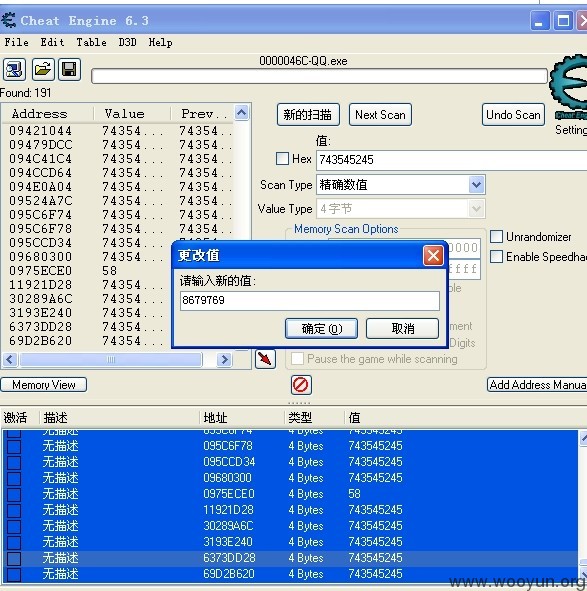 Cheat Engine 6.3
File Edit Table D3D Help
0000046C-QQ.exe
Found: 191
Address Value Prev...
09421044 74354... 74354...
09479DCC 74354... 74354...
094C41C4 74354... 74354...
094CCD64 74354... 74354...
094E0A04 74354... 74354...
09524A7C 74354... 74354...
095C6F74 74354... 74354...
095C6F78 74354... 74354...
095CCD34 74354... 74354...
09680300 74354...
0975ECE0 58
11921D28 74354...
30289A6C 74354...
3193E240 74354...
6373DD28 74354...
69D2B620 74354...
新的扫描 Next Scan Undo Scan
Setting
值:
Hex 743545245
Scan Type 精确数值
Value Type 4 字节
Memory Scan Options
Unrandomizer
Enable Speedhac
Pause the game while scanning
更改值
请输入新的值:
8679769
确定(O) 取消
Memory View Add Address Manua
激活 描述 地址 类型 值
无描述 095C6F74 4 Bytes 743545245
无描述 095C6F78 4 Bytes 743545245
无描述 095CCD34 4 Bytes 743545245
无描述 09680300 4 Bytes 743545245
无描述 0975ECE0 4 Bytes 58
无描述 11921D28 4 Bytes 743545245
无描述 30289A6C 4 Bytes 743545245
无描述 3193E240 4 Bytes 743545245
无描述 6373DD28 4 Bytes 743545245
无描述 69D2B620 4 Bytes 743545245
www.wooyun.org